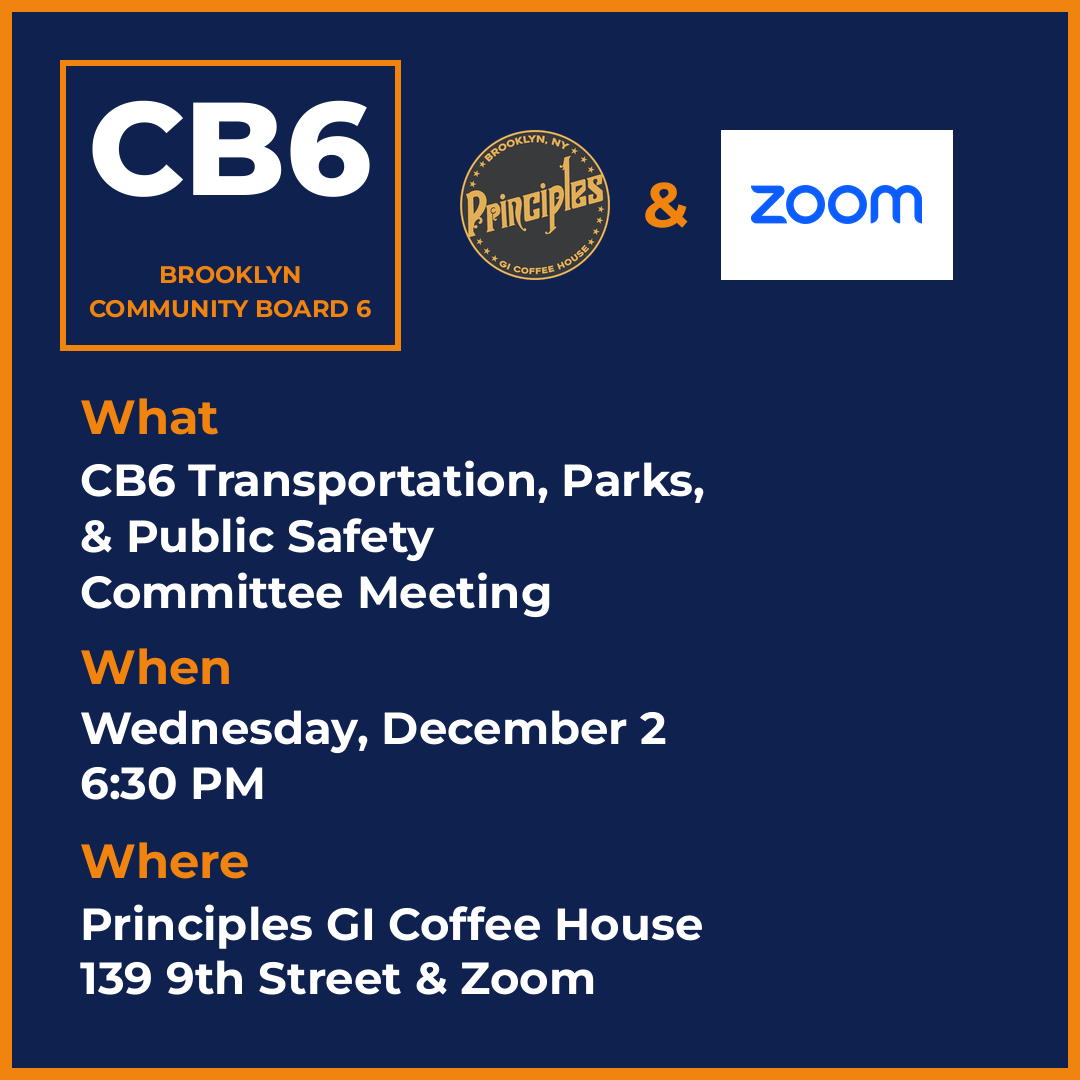 CB6
BROOKLYN
COMMUNITY BOARD 6
BROOKLYN, NY
Principles
GI COFFEE HOUSE
&
zoom
What
CB6 Transportation, Parks,
& Public Safety
Committee Meeting
When
Wednesday, December 2
6:30 PM
Where
Principles GI Coffee House
139 9th Street & Zoom